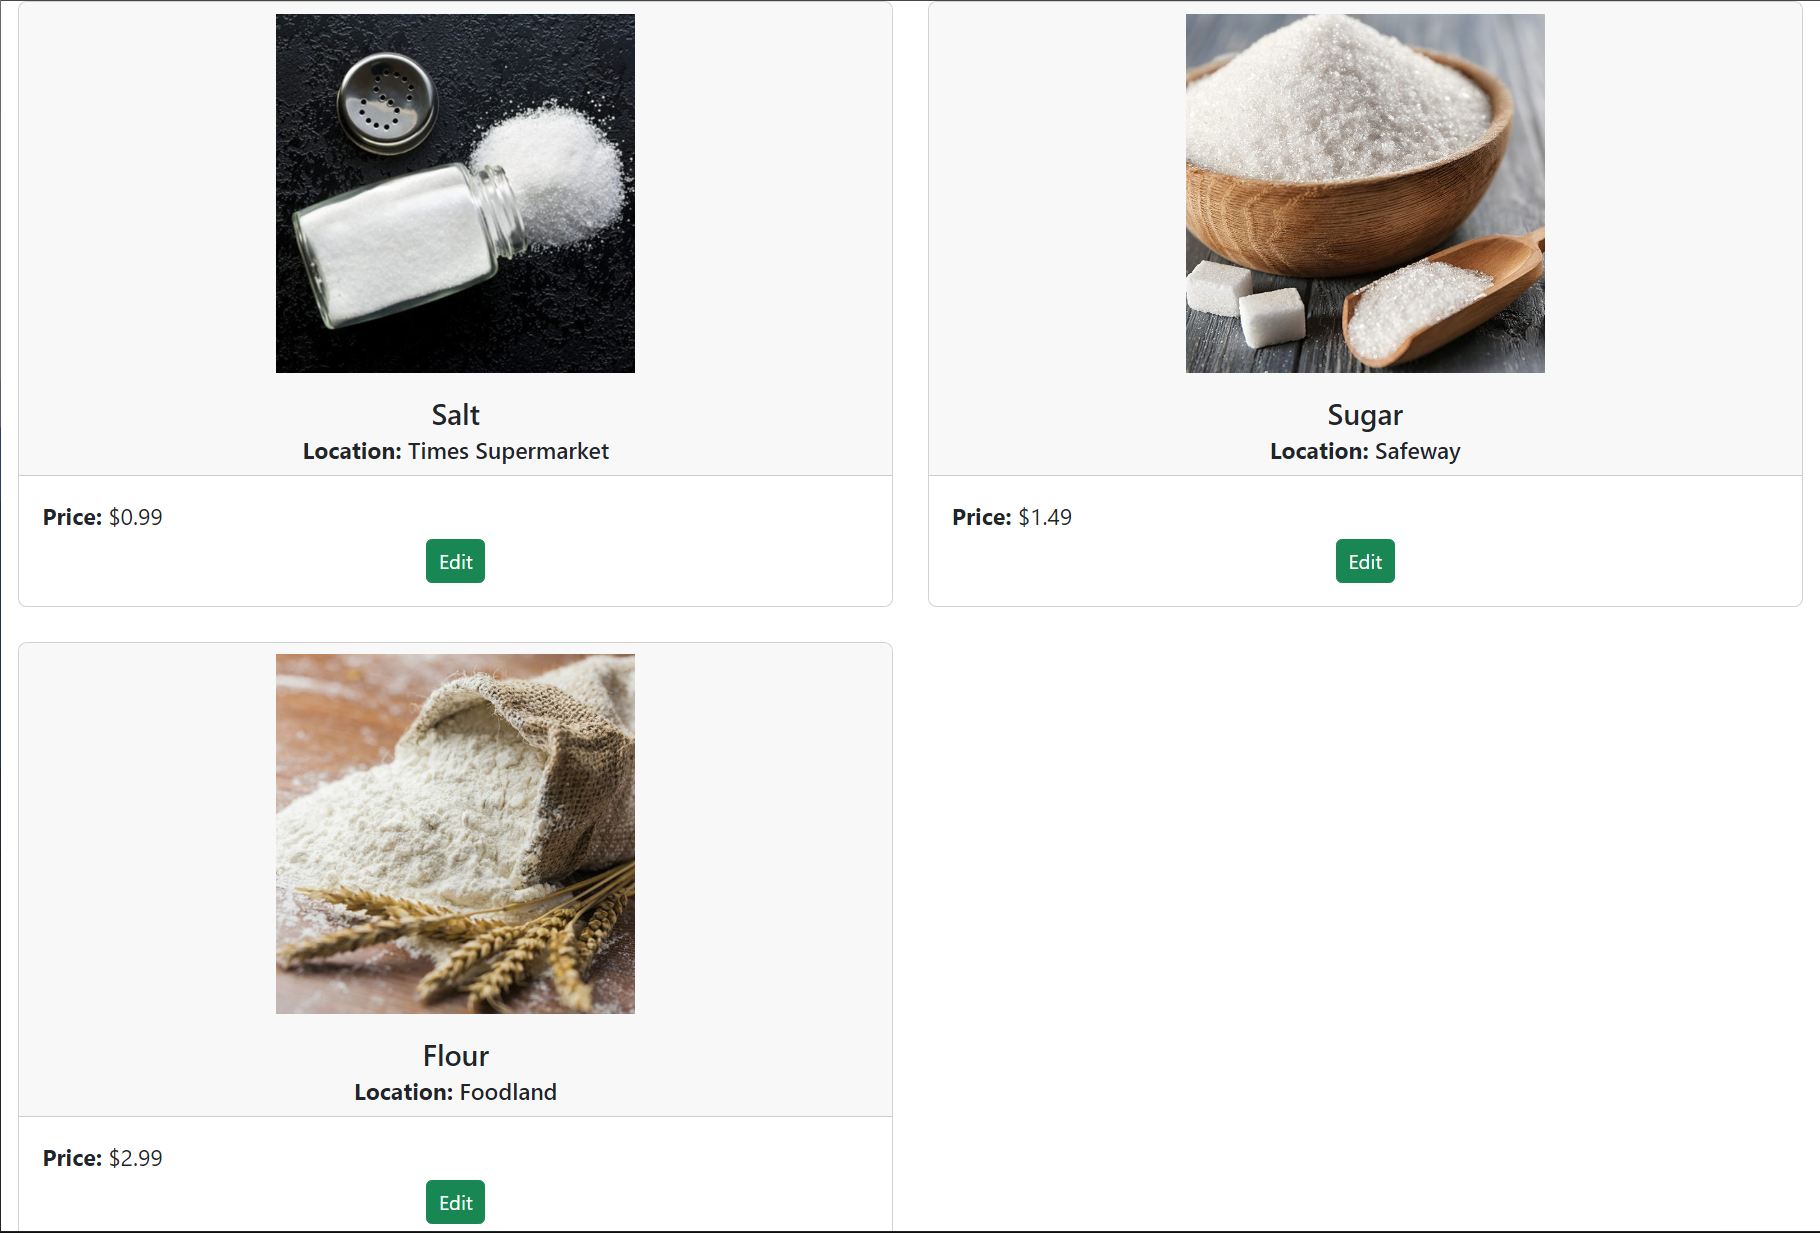 Salt
Location: Times Supermarket
Price: $0.99
Edit
Sugar
Location: Safeway
Price: $1.49
Edit
Flour
Location: Foodland
Price: $2.99
Edit